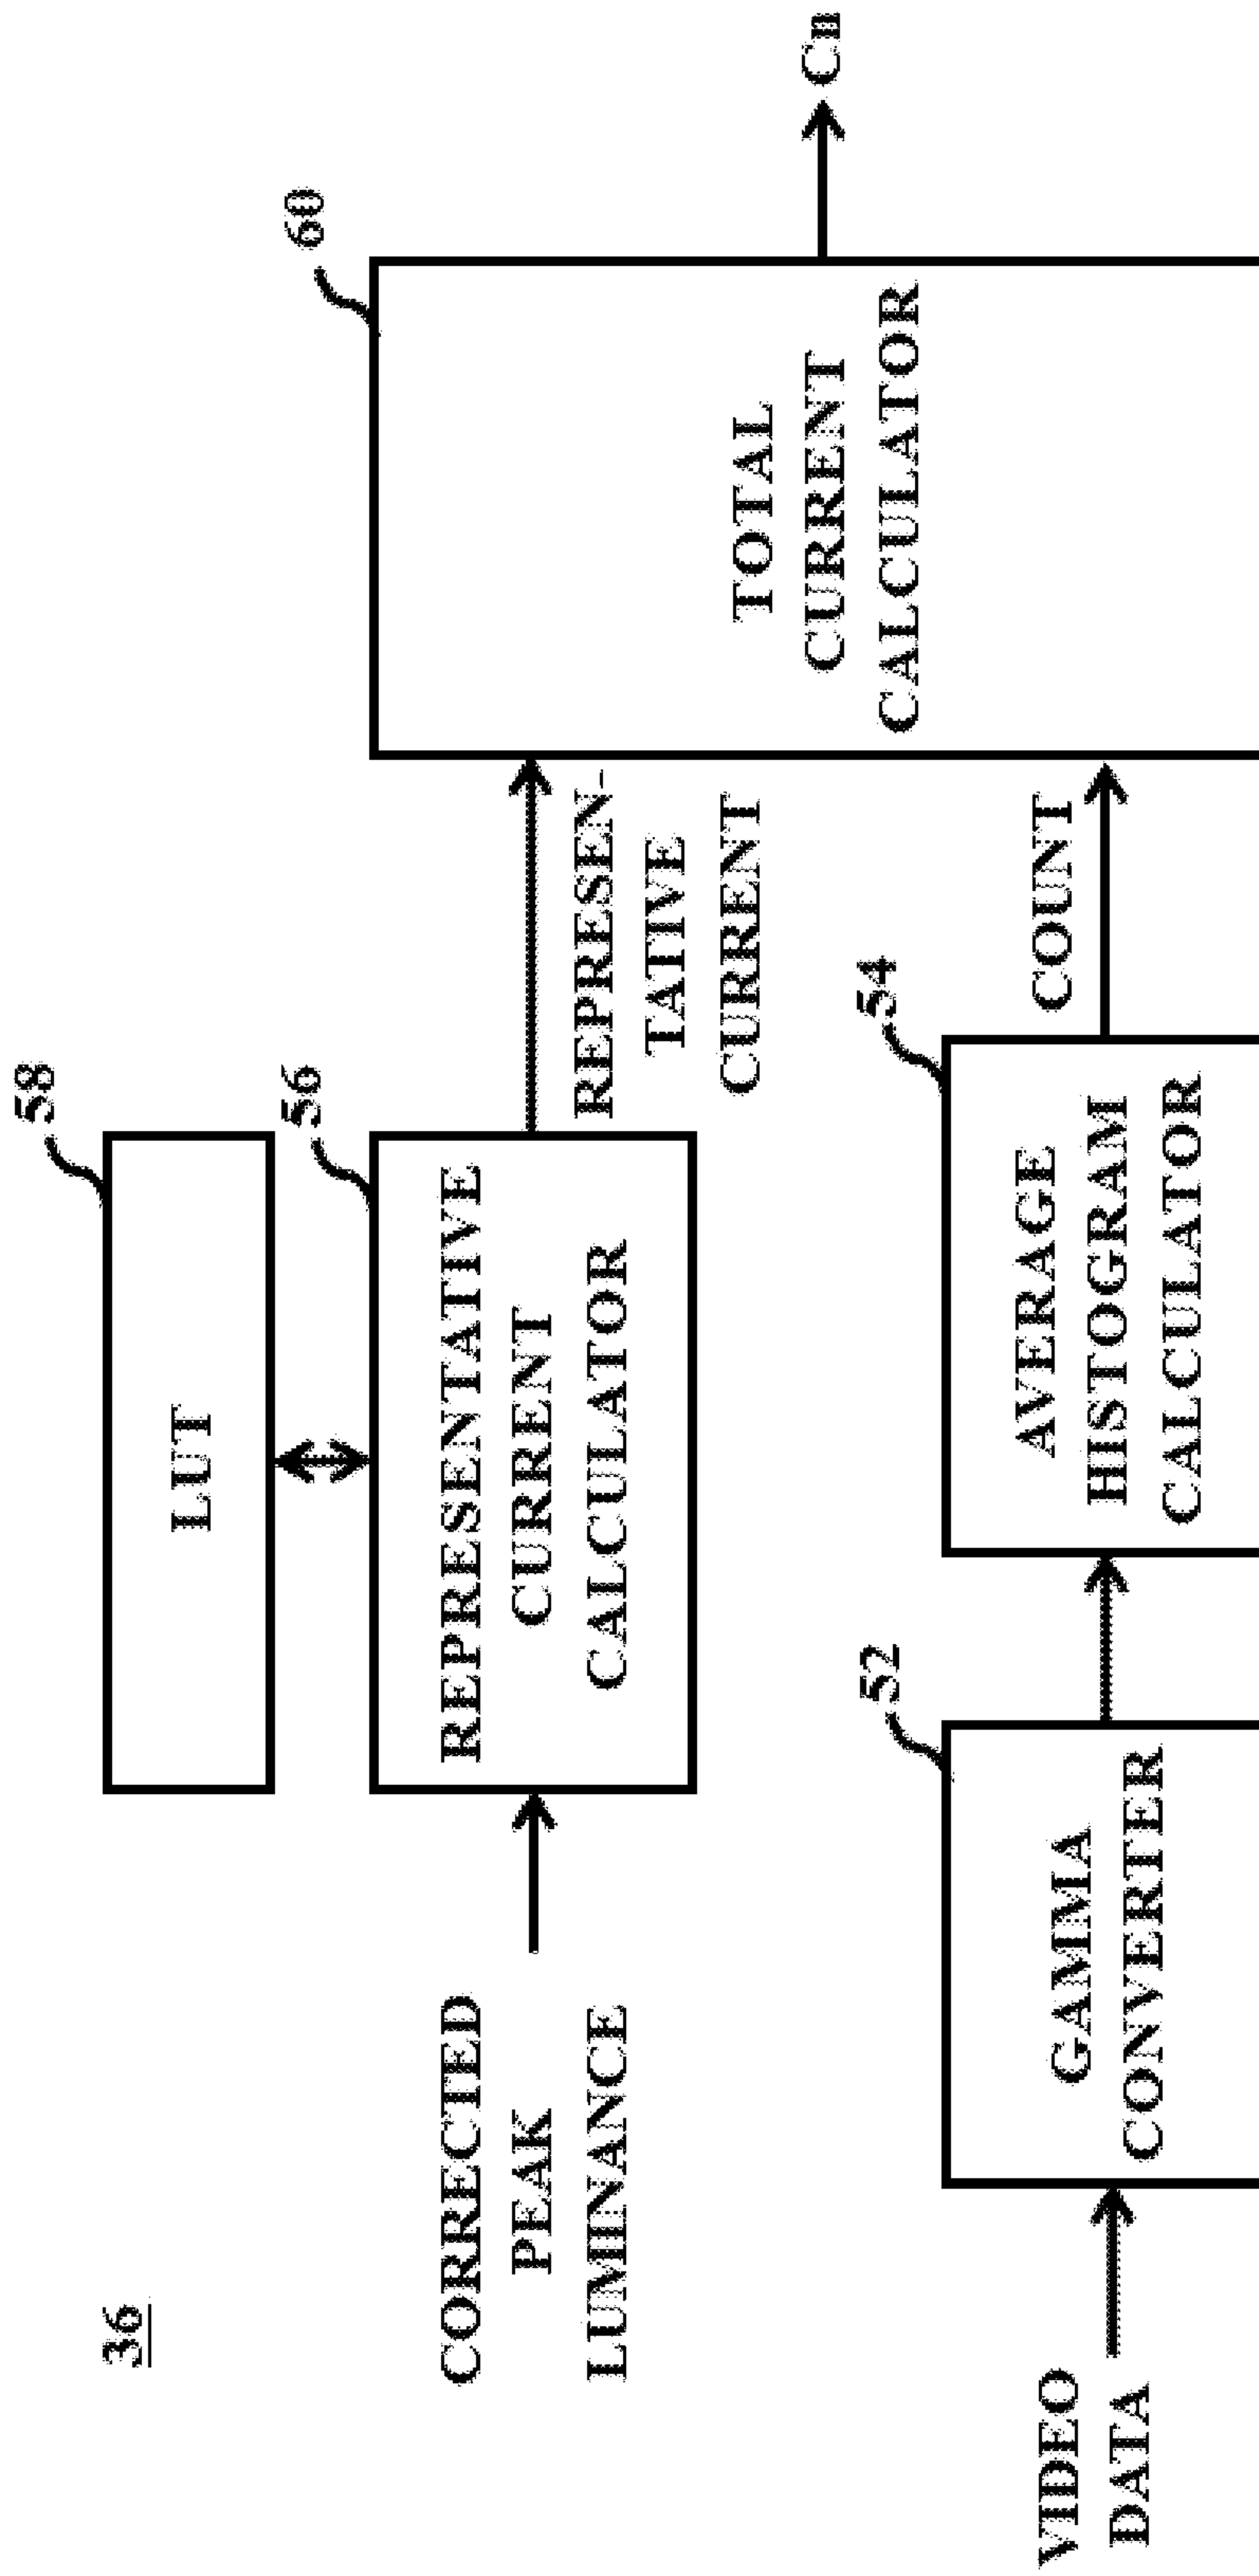 36
58
LUT
56
60
CORRECTED
PEAK
LUMINANCE
REPRESENTATIVE
CURRENT
CALCULATOR
REPRESEN-
TATIVE
CURRENT
TOTAL
CURRENT
CALCULATOR
Cn
52
54
VIDEO
DATA
GAMMA
CONVERTER
AVERAGE
HISTOGRAM
CALCULATOR
COUNT